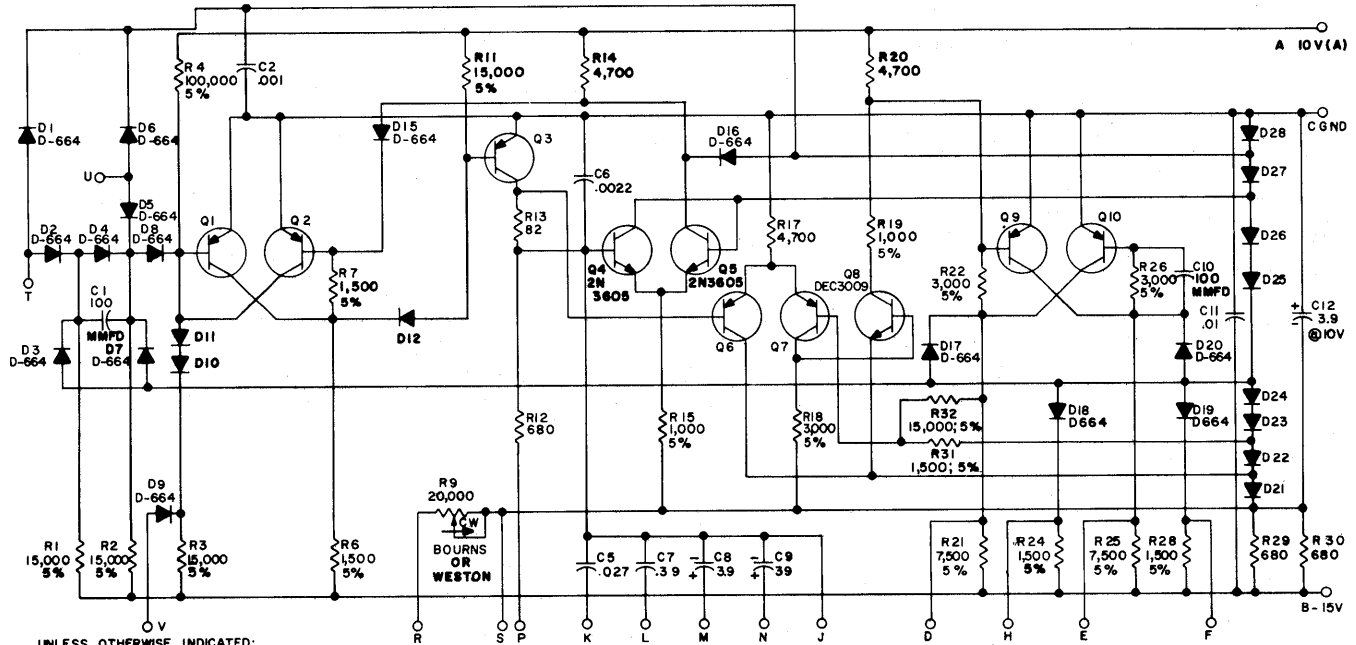 A 10V(A)
R4
100,000
5%
C2
.001
R11
15,000
5%
R14
4,700
R20
4,700
D1
D-664
D6
D-664
D15
D-664
Q3
D-664
D16
C GND
D28
D27
U
D5
D-664
C6
.0022
D2
D-664
D4
D-664
D8
D-664
Q1
Q2
R13
82
R17
4,700
R19
1,000
5%
Q9
Q10
D26
T
R7
1,500
5%
Q4
2N
3605
Q5
2N3605
Q8
DEC3009
R22
3,000
5%
R26
3,000
5%
C10
100
MMFD
D25
C1
100
MMFD
D3
D-664
D7
D-664
D11
D10
D12
Q6
Q7
D17
D-664
D20
D-664
C11
.01
+
-
C12
3.9
@10V
R12
680
R15
1,000
5%
R18
3,000
5%
R32
15,000; 5%
R31
1,500; 5%
D18
D664
D19
D664
D24
D23
D22
D21
D9
D-664
R9
20,000
CW
BOURNS
OR
WESTON
R1
15,000
5%
R2
15,000
5%
R3
15,000
5%
R6
1,500
5%
C5
.027
C7
.39
-
+
C8
3.9
-
+
C9
39
R21
7,500
5%
R24
1,500
5%
R25
7,500
5%
R28
1,500
5%
R29
680
R30
680
B-15V
V
R
S
P
K
L
M
N
J
D
H
E
F
UNLESS OTHERWISE INDICATED: